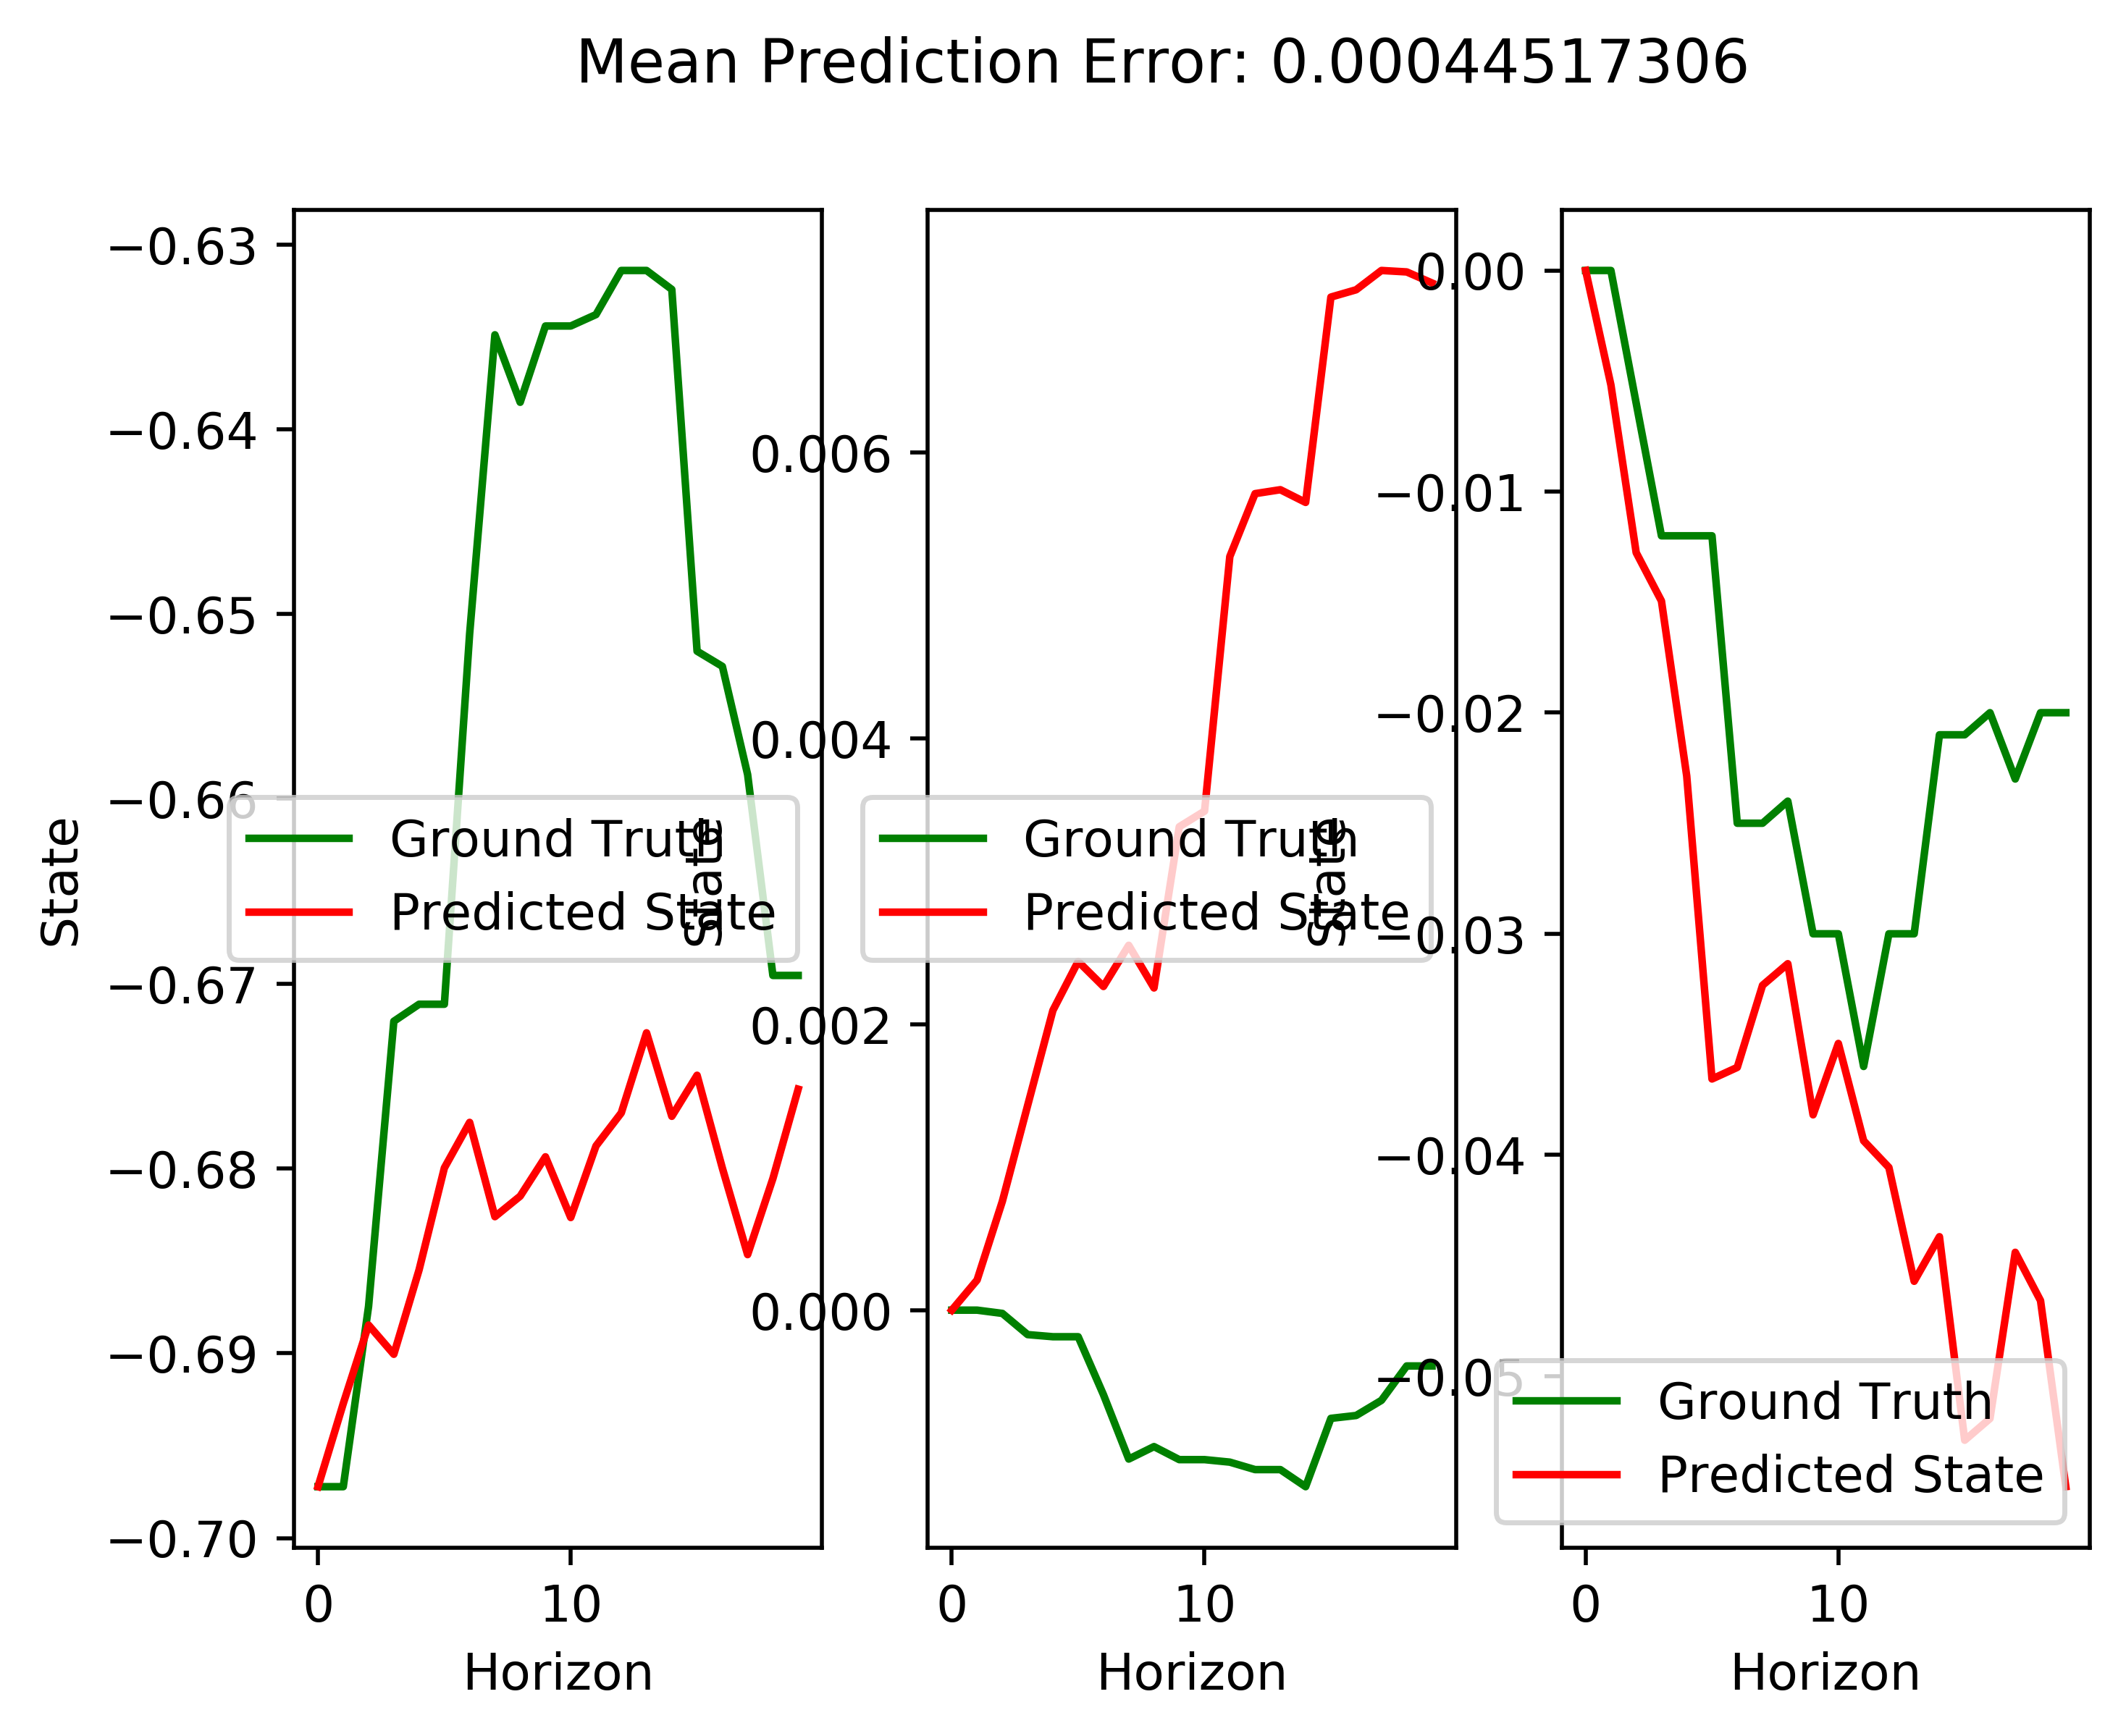 Mean Prediction Error: 0.00044517306
−0.63
−0.64
−0.65
−0.66
−0.67
−0.68
−0.69
−0.70
State
Ground Truth
Predicted State
0
10
Horizon
0.006
0.004
0.002
0.000
State
Ground Truth
Predicted State
0
10
Horizon
0.00
−0.01
−0.02
−0.03
−0.04
−0.05
State
Ground Truth
Predicted State
0
10
Horizon